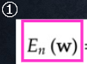 ①
Eₙ (𝐰) =